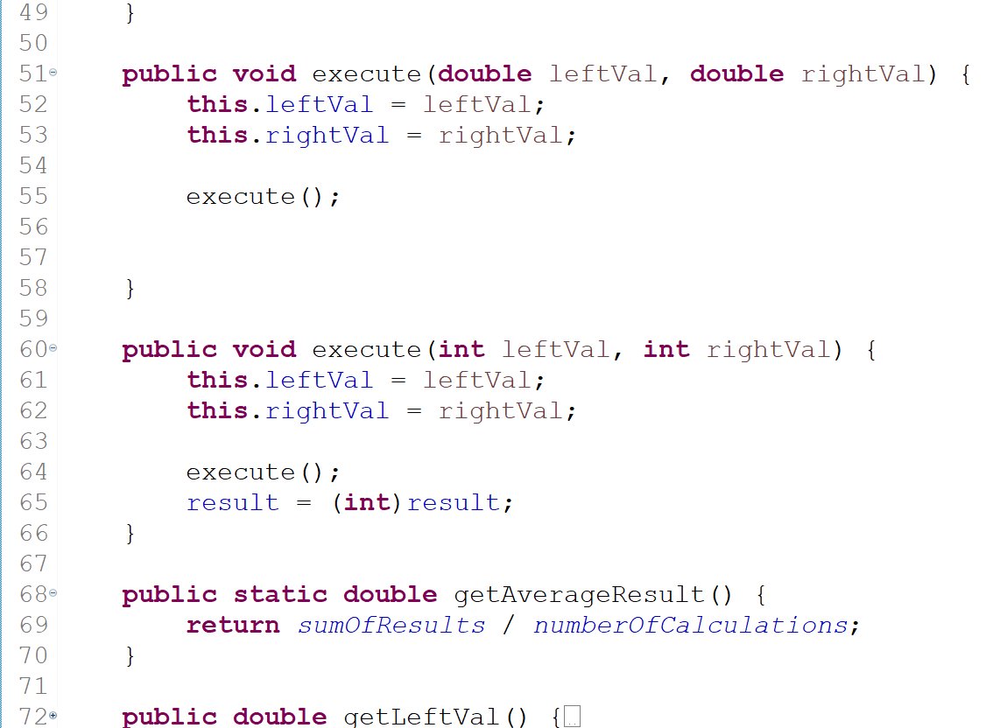 49 }
50
51 public void execute(double leftVal, double rightVal) {
52 this.leftVal = leftVal;
53 this.rightVal = rightVal;
54
55 execute();
56
57
58 }
59
60 public void execute(int leftVal, int rightVal) {
61 this.leftVal = leftVal;
62 this.rightVal = rightVal;
63
64 execute();
65 result = (int)result;
66 }
67
68 public static double getAverageResult() {
69 return sumOfResults / numberOfCalculations;
70 }
71
72 public double getLeftVal() {